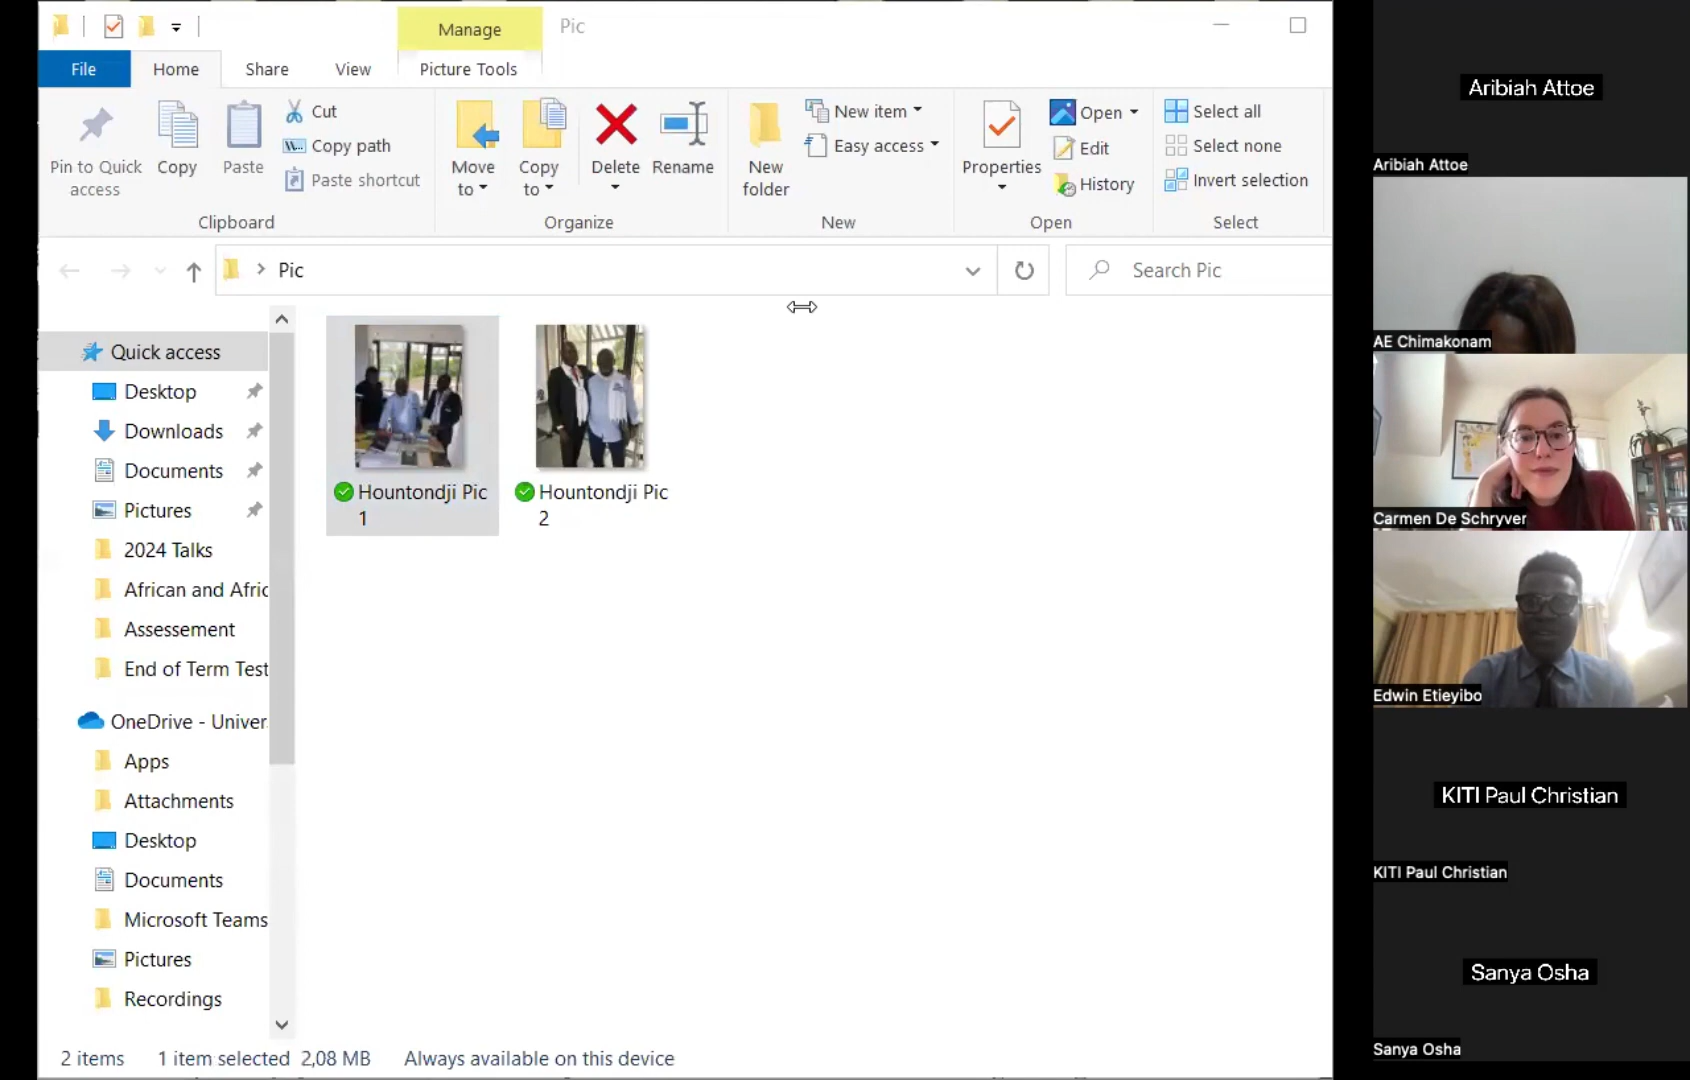 Manage
Pic
File
Home
Share
View
Picture Tools
Pin to Quick
access
Copy
Paste
Cut
Copy path
Paste shortcut
Clipboard
Move
to
Copy
to
Delete
Rename
Organize
New
folder
New item
Easy access
New
Properties
Open
Edit
History
Open
Select all
Select none
Invert selection
Select
Pic
Search Pic
Quick access
Desktop
Downloads
Documents
Pictures
2024 Talks
African and Afric
Assessement
End of Term Test
OneDrive - Univer
Apps
Attachments
Desktop
Documents
Microsoft Teams
Pictures
Recordings
Hountondji Pic
1
Hountondji Pic
2
2 items
1 item selected 2,08 MB
Always available on this device
Aribiah Attoe
Aribiah Attoe
AE Chimakonam
Carmen De Schryver
Edwin Etieyibo
KITI Paul Christian
KITI Paul Christian
Sanya Osha
Sanya Osha